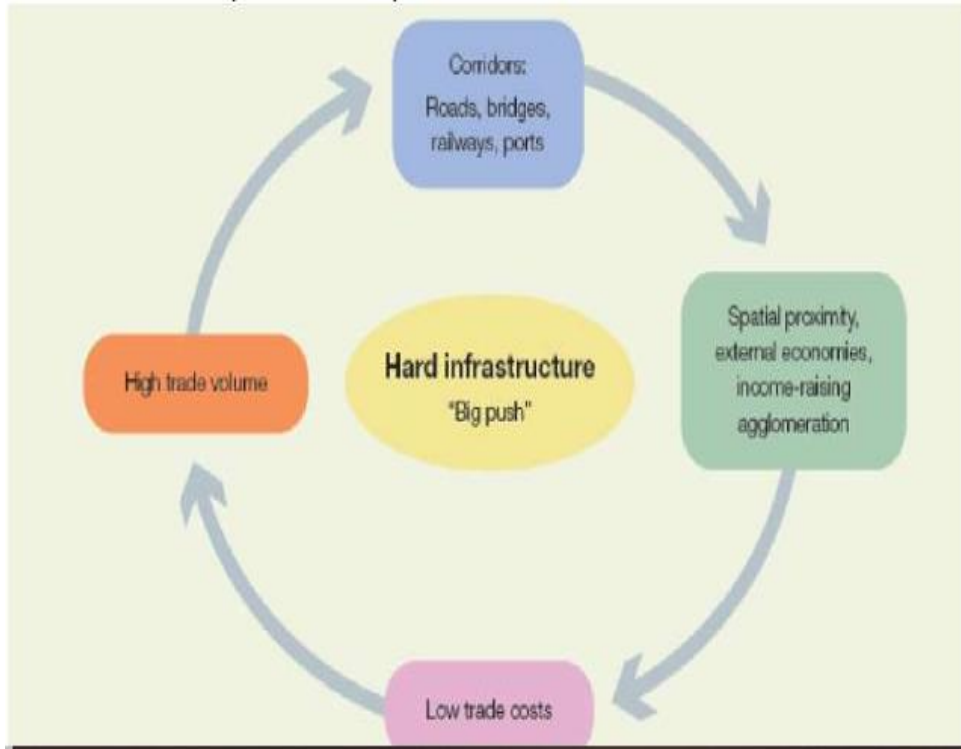 Corridors:
Roads, bridges,
railways, ports
Spatial proximity,
external economies,
income-raising
agglomeration
Hard infrastructure
"Big push"
High trade volume
Low trade costs